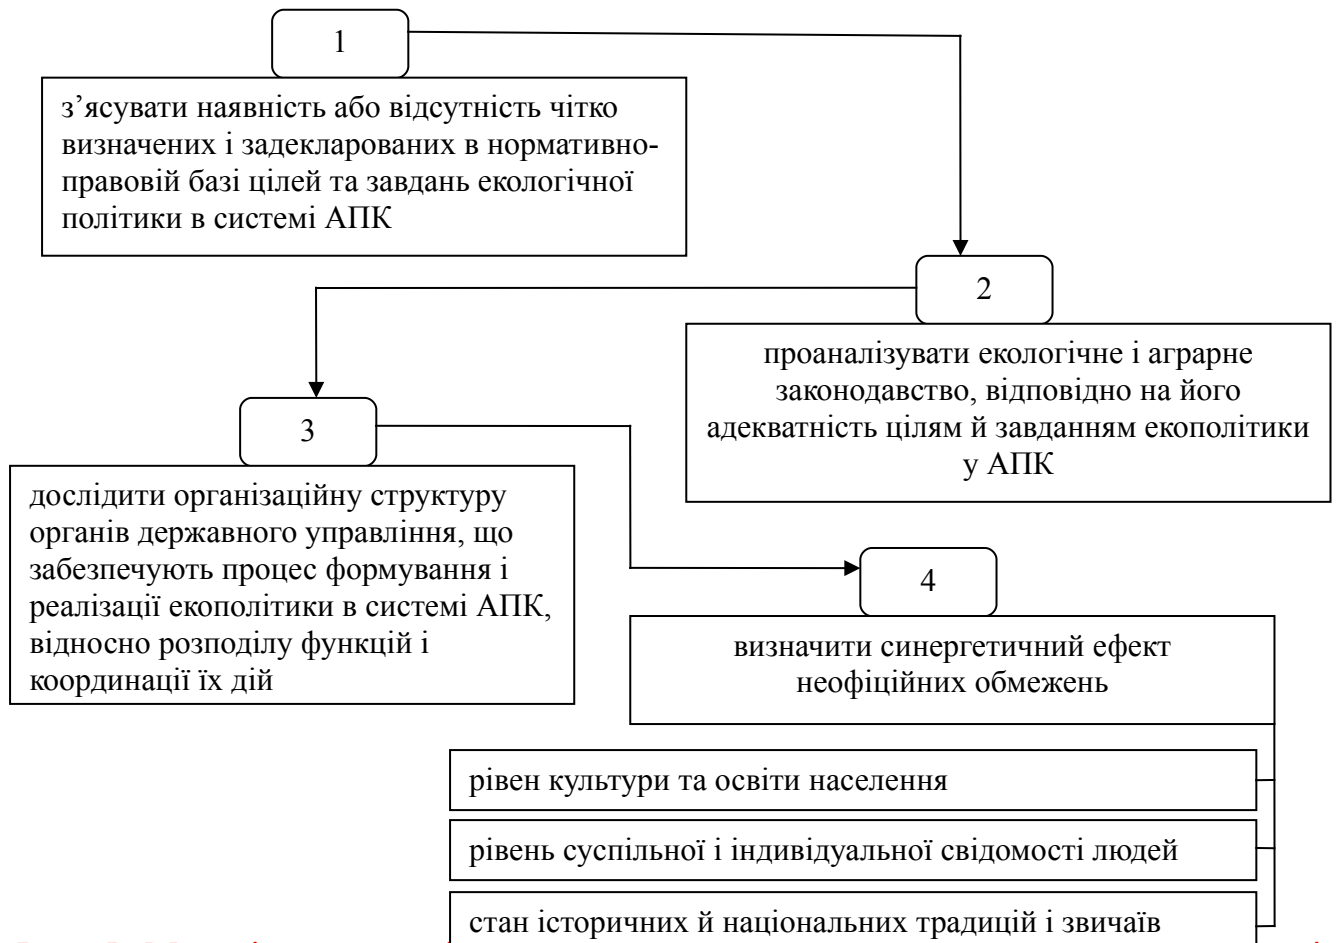 1
з’ясувати наявність або відсутність чітко
визначених і задекларованих в нормативно-
правовій базі цілей та завдань екологічної
політики в системі АПК
2
проаналізувати екологічне і аграрне
законодавство, відповідно на його
адекватність цілям й завданням екополітики
у АПК
3
дослідити організаційну структуру
органів державного управління, що
забезпечують процес формування і
реалізації екополітики в системі АПК,
відносно розподілу функцій і
координації їх дій
4
визначити синергетичний ефект
неофіційних обмежень
рівен культури та освіти населення
рівень суспільної і індивідуальної свідомості людей
стан історичних й національних традицій і звичаїв